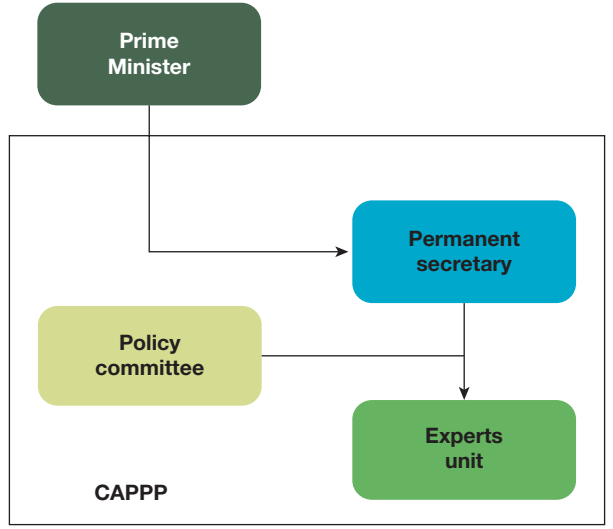 Prime
Minister
Permanent
secretary
Policy
committee
Experts
unit
CAPPP